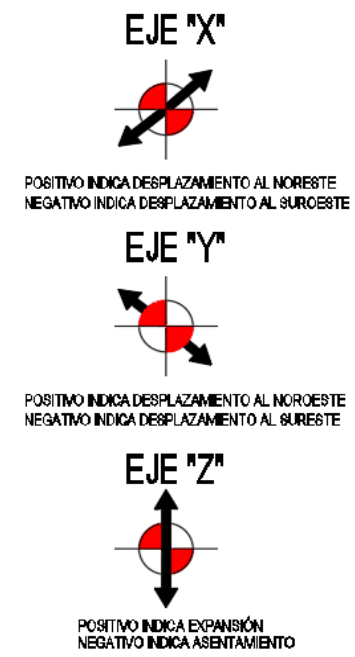 EJE "X"
POSITIVO INDICA DESPLAZAMIENTO AL NORESTE
NEGATIVO INDICA DESPLAZAMIENTO AL SUROESTE
EJE "Y"
POSITIVO INDICA DESPLAZAMIENTO AL NOROESTE
NEGATIVO INDICA DESPLAZAMIENTO AL SURESTE
EJE "Z"
POSITIVO INDICA EXPANSIÓN
NEGATIVO INDICA ASENTAMIENTO